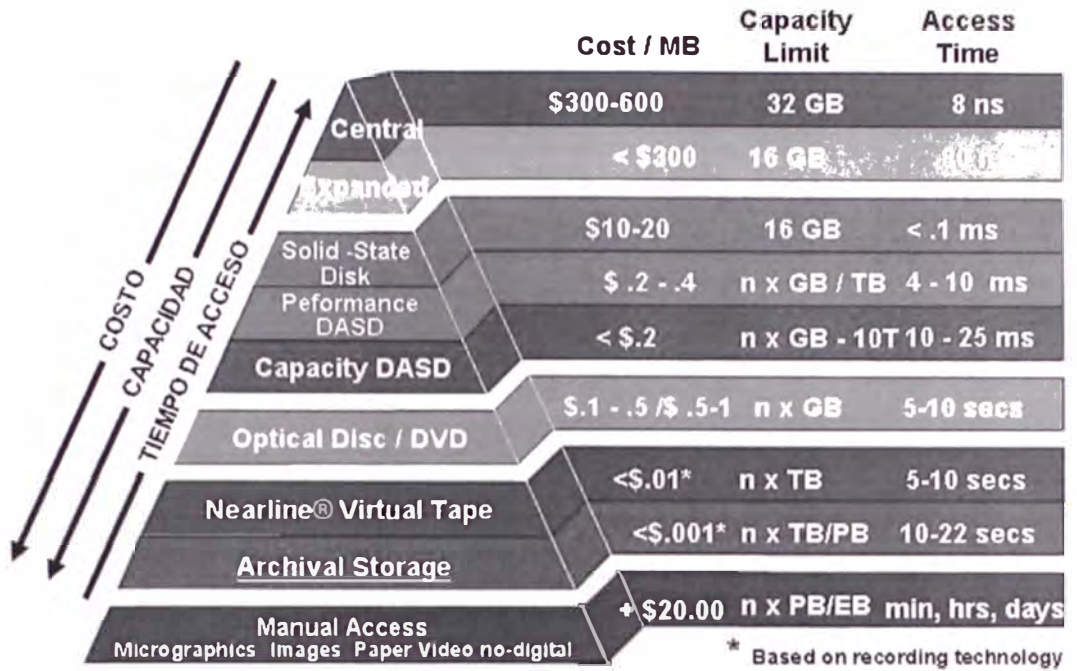 Cost / MB
Capacity Limit
Access Time
Central
$300-600 32 GB 8 ns
Expanded
< $300 16 GB
Solid -State
Disk
$10-20 16 GB < .1 ms
Peformance
DASD
$ .2 - .4 n x GB / TB 4 - 10 ms
Capacity DASD
< $.2 n x GB - 10T 10 - 25 ms
Optical Disc / DVD
$.1 - .5 /$ .5-1 n x GB 5-10 secs
Nearline® Virtual Tape
<$.01* n x TB 5-10 secs
Archival Storage
<$.001* n x TB/PB 10-22 secs
Manual Access
Micrographics Images Paper Video no-digital
+ $20.00 n x PB/EB min, hrs, days
* Based on recording technology
COSTO
CAPACIDAD
TIEMPO DE ACCESO